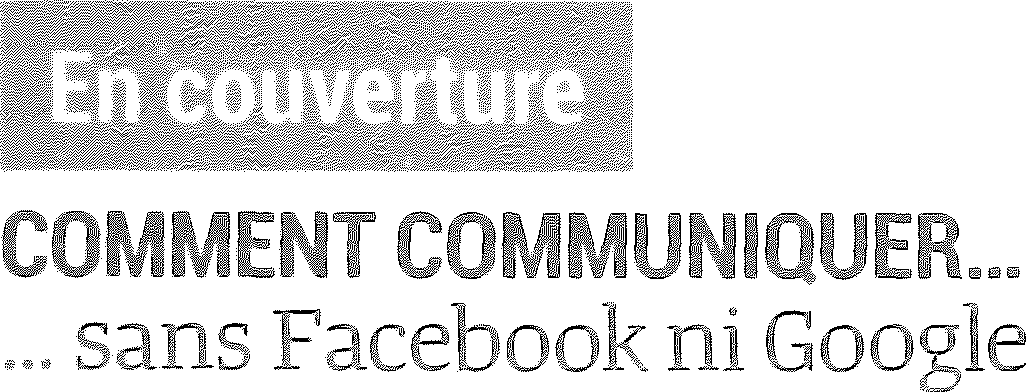 En couverture
COMMENT COMMUNIQUER...
... sans Facebook ni Google